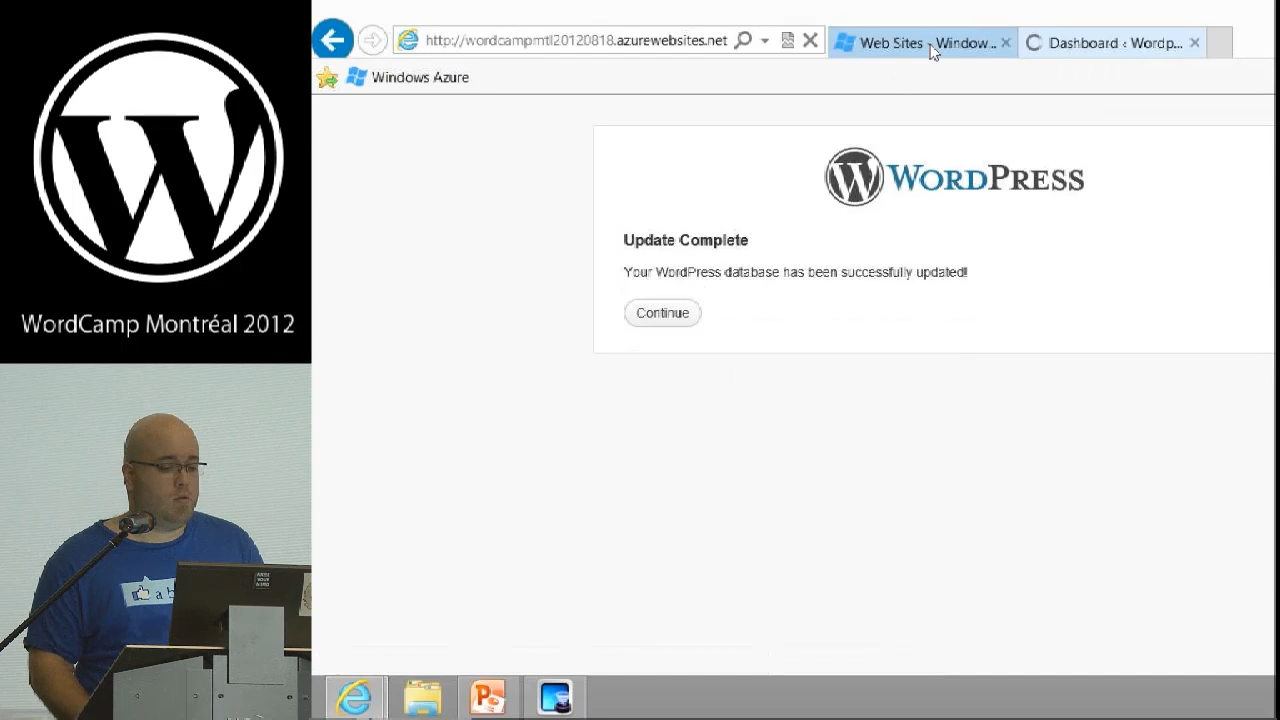 WordCamp Montréal 2012
http://wordcampmtl20120818.azurewebsites.net
Web Sites - Window...
Dashboard ‹ Wordp...
Windows Azure
W WORDPRESS
Update Complete
Your WordPress database has been successfully updated!
Continue